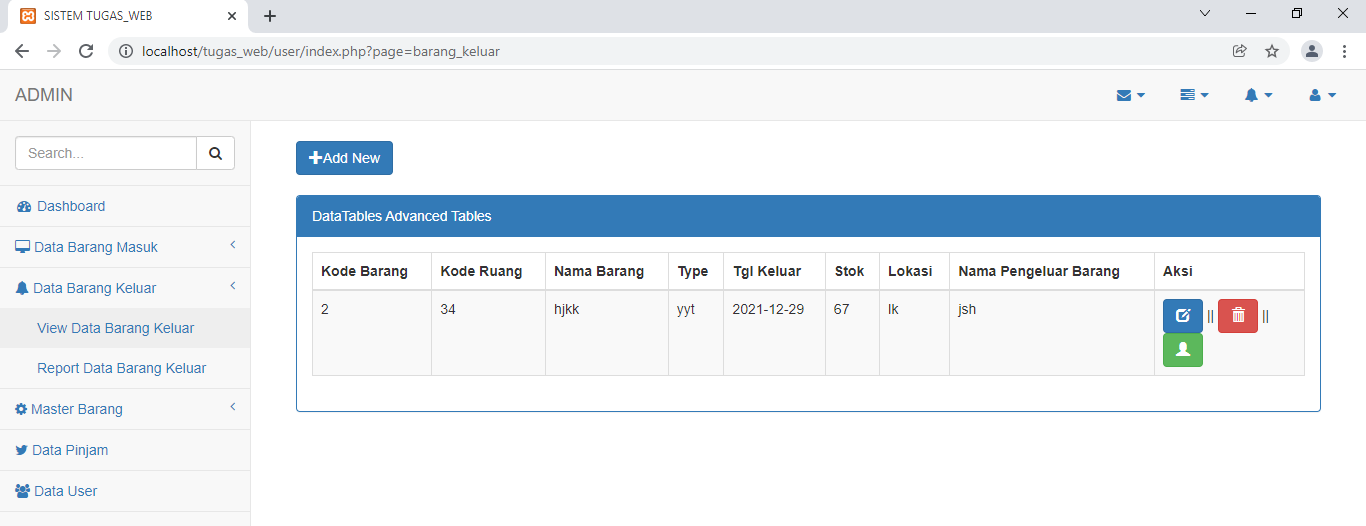 SISTEM TUGAS_WEB
localhost/tugas_web/user/index.php?page=barang_keluar
ADMIN
Search...
Dashboard
Data Barang Masuk
Data Barang Keluar
View Data Barang Keluar
Report Data Barang Keluar
Master Barang
Data Pinjam
Data User
Add New
DataTables Advanced Tables
Kode Barang Kode Ruang Nama Barang Type Tgl Keluar Stok Lokasi Nama Pengeluar Barang Aksi
2 34 hjkk yyt 2021-12-29 67 lk jsh || ||